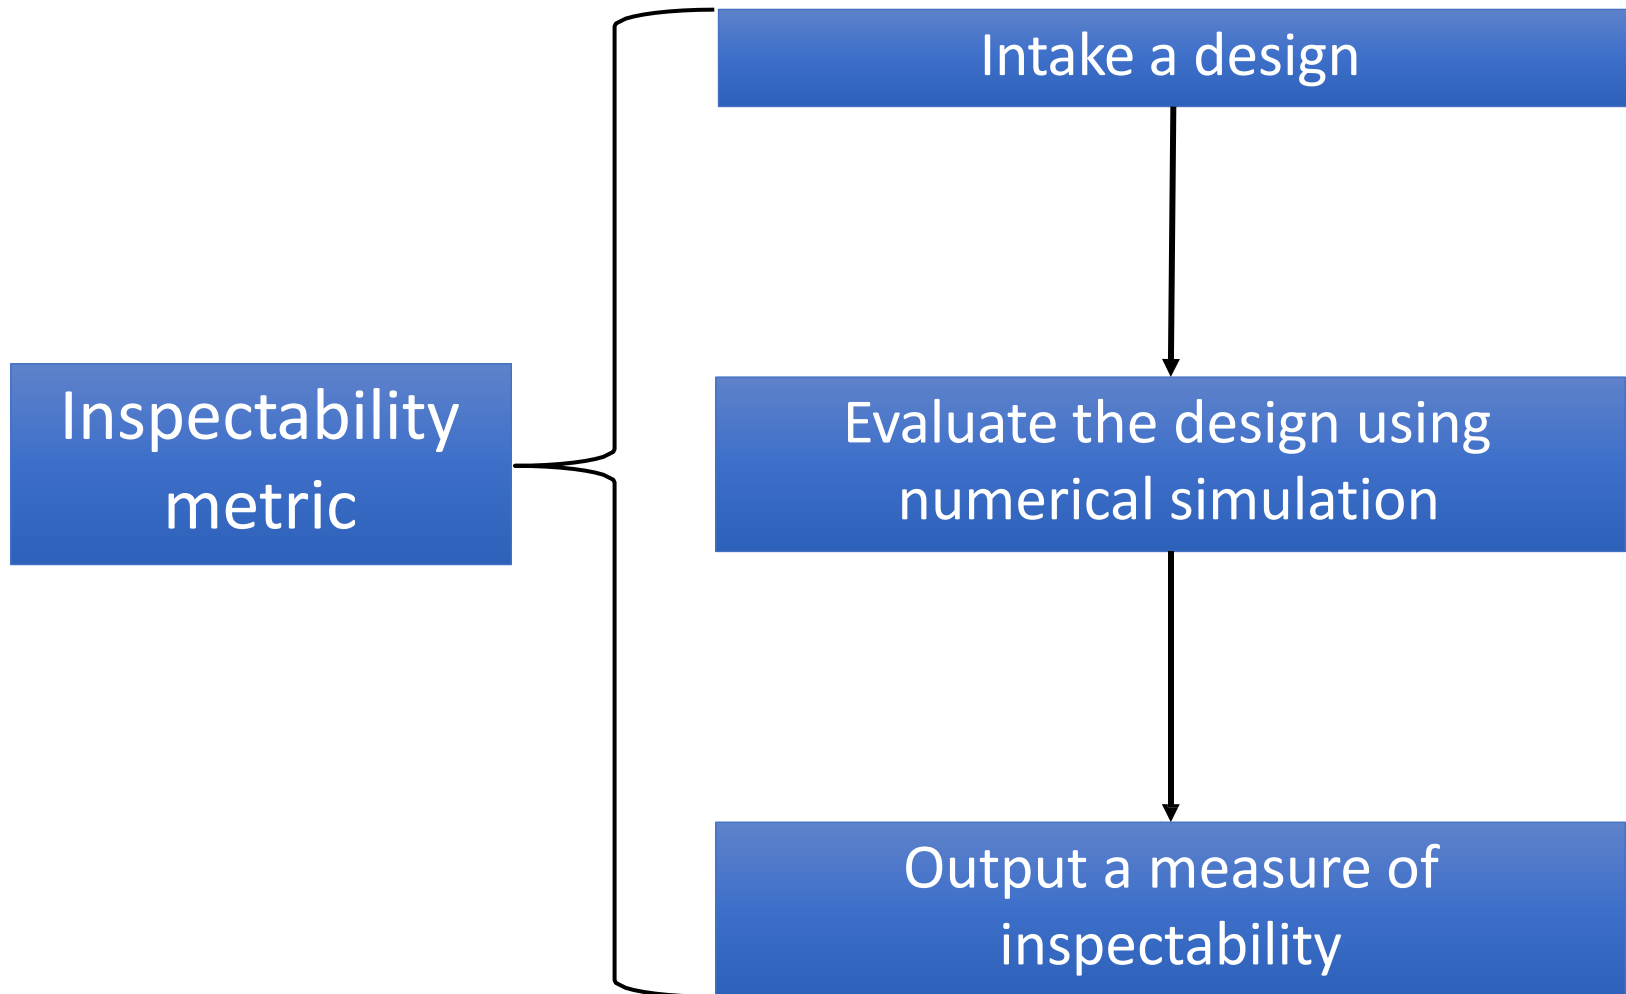 Intake a design
Inspectability
metric
Evaluate the design using
numerical simulation
Output a measure of
inspectability